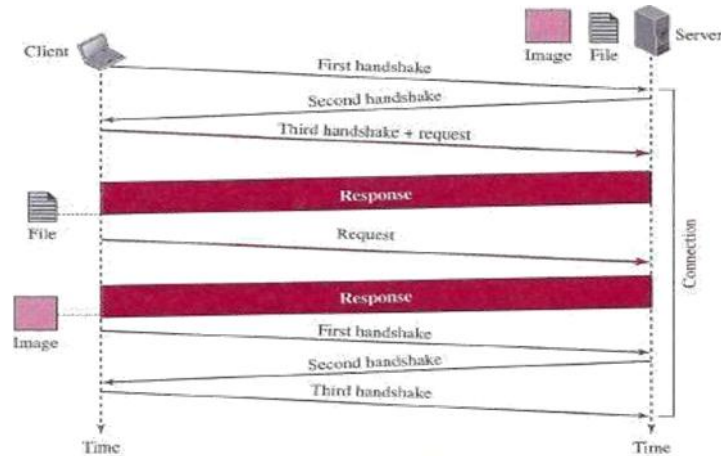 Client
Image
File
Server
First handshake
Second handshake
Third handshake + request
Response
File
Request
Connection
Response
Image
First handshake
Second handshake
Third handshake
Time
Time